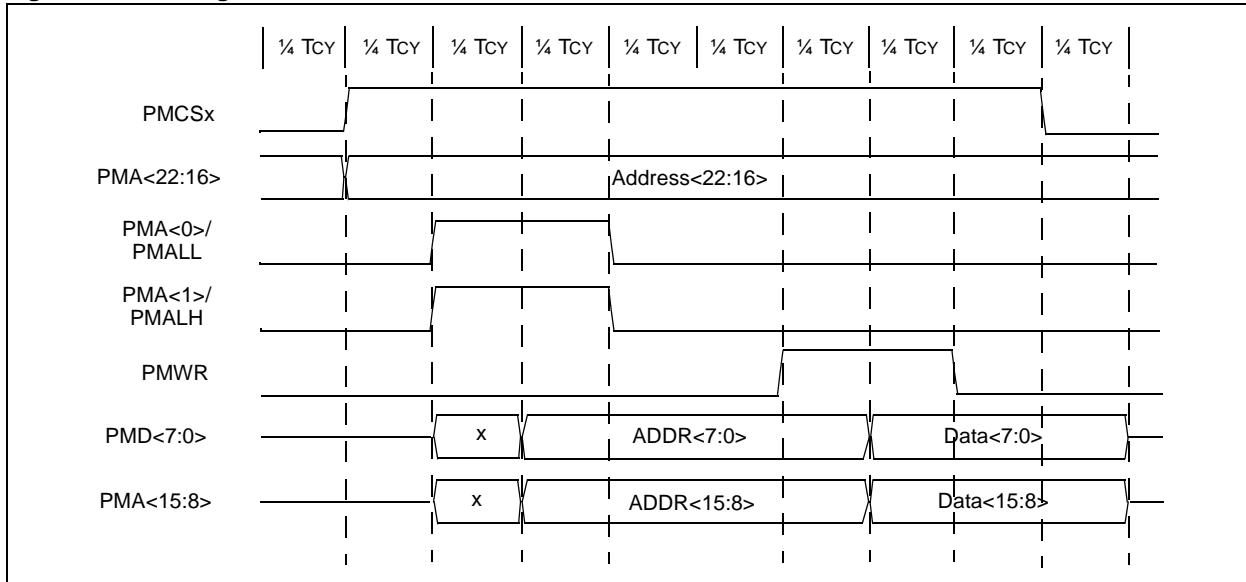 ¼ TCY ¼ TCY ¼ TCY ¼ TCY ¼ TCY ¼ TCY ¼ TCY ¼ TCY ¼ TCY ¼ TCY
PMCSx
PMA<22:16> Address<22:16>
PMA<0>/
PMALL
PMA<1>/
PMALH
PMWR
PMD<7:0> x ADDR<7:0> Data<7:0>
PMA<15:8> x ADDR<15:8> Data<15:8>